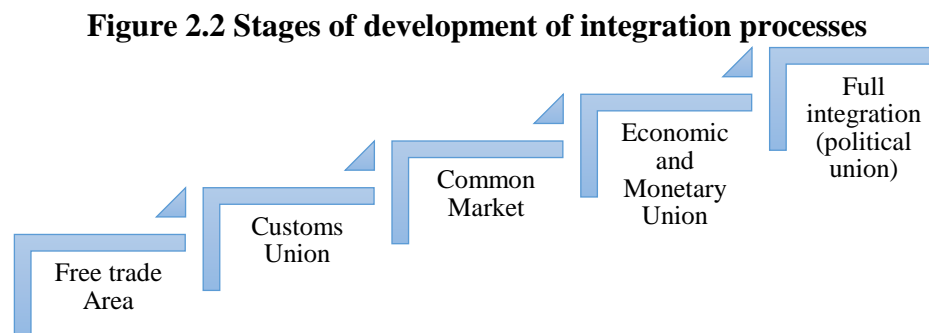 Figure 2.2 Stages of development of integration processes
Free trade
Area
Customs
Union
Common
Market
Economic
and
Monetary
Union
Full
integration
(political
union)